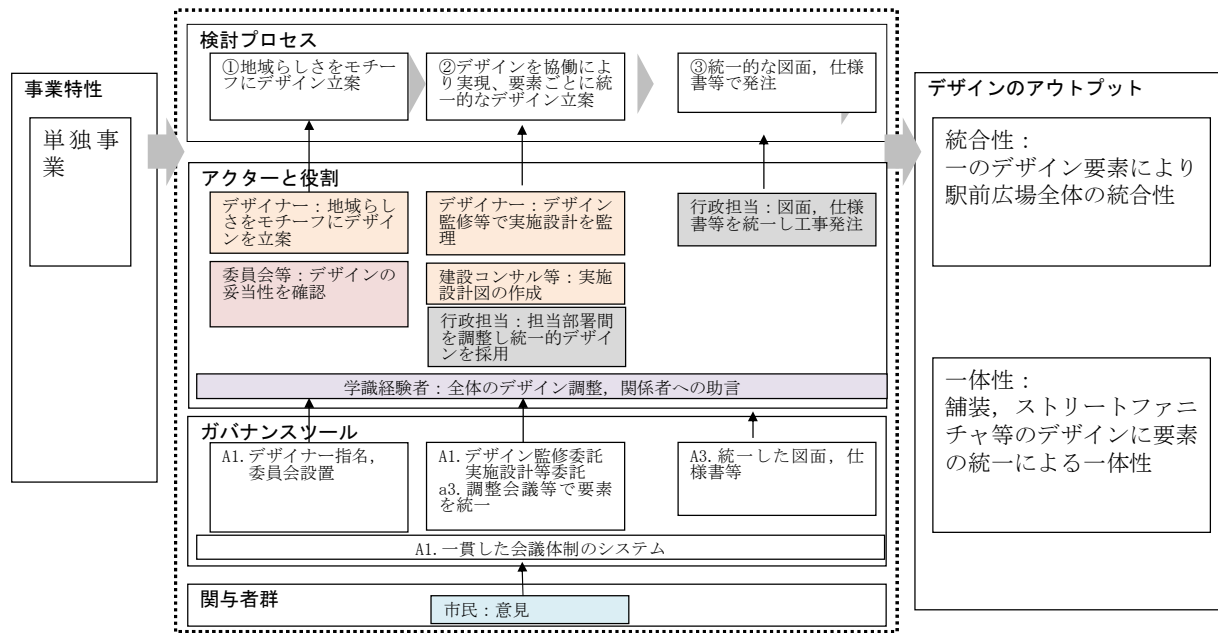 事業特性
単独事
業
検討プロセス
①地域らしさをモチー
フにデザイン立案
②デザインを協働によ
り実現、要素ごとに統
一的なデザイン立案
③統一的な図面，仕様
書等で発注
アクターと役割
デザイナー：地域らし
さをモチーフにデザイ
ンを立案
委員会等：デザインの
妥当性を確認
デザイナー：デザイン
監修等で実施設計を監
理
建設コンサル等：実施
設計図の作成
行政担当：担当部署間
を調整し統一的デザイ
ンを採用
行政担当：図面，仕様
書等を統一し工事発注
学識経験者：全体のデザイン調整，関係者への助言
ガバナンスツール
A1.デザイナー指名，
委員会設置
A1.デザイン監修委託
実施設計等委託
a3.調整会議等で要素
を統一
A3.統一した図面，仕
様書等
A1.一貫した会議体制のシステム
関与者群
市民：意見
デザインのアウトプット
統合性：
一のデザイン要素により
駅前広場全体の統合性
一体性：
舗装，ストリートファニ
チャ等のデザインに要素
の統一による一体性